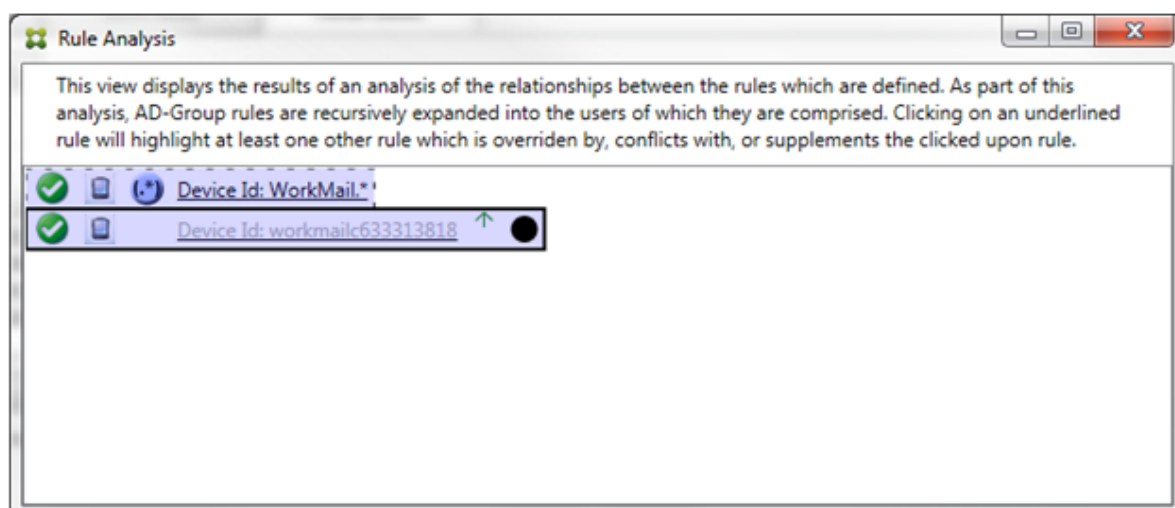 Rule Analysis
This view displays the results of an analysis of the relationships between the rules which are defined. As part of this
analysis, AD-Group rules are recursively expanded into the users of which they are comprised. Clicking on an underlined
rule will highlight at least one other rule which is overriden by, conflicts with, or supplements the clicked upon rule.
(.*) Device Id: WorkMail.*
Device Id: workmailc633313818